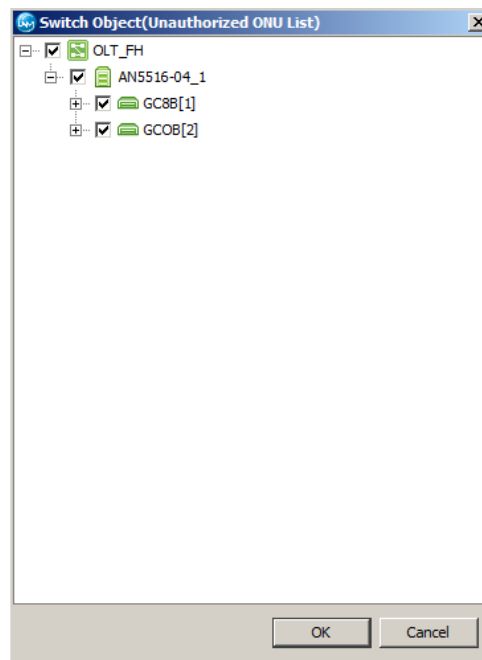 Switch Object(Unauthorized ONU List)
OLT_FH
AN5516-04_1
GC8B[1]
GCOB[2]
OK
Cancel